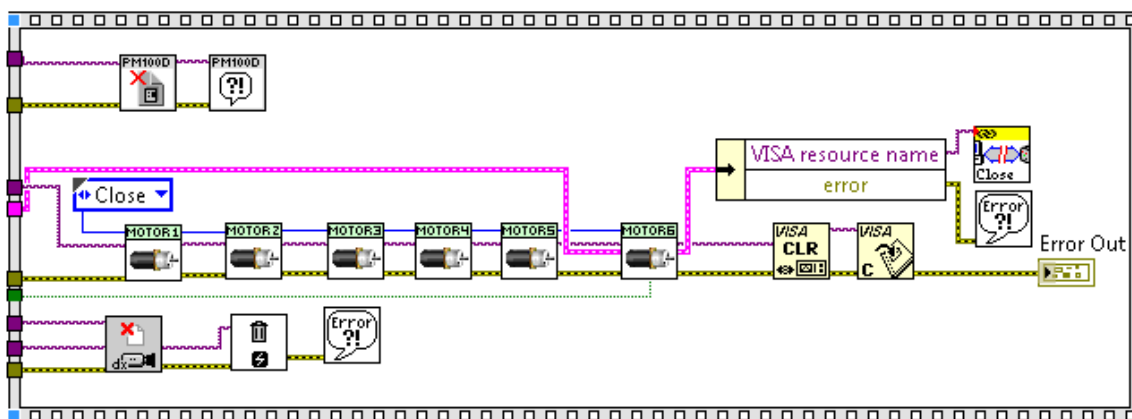 PM100D PM100D
?! ?!
VISA resource name
error
Close
Close
MOTOR1 MOTOR2 MOTOR3 MOTOR4 MOTOR5 MOTOR6
VISA
CLR
VISA
C
Error
?!
Error Out
dx
Error
?!